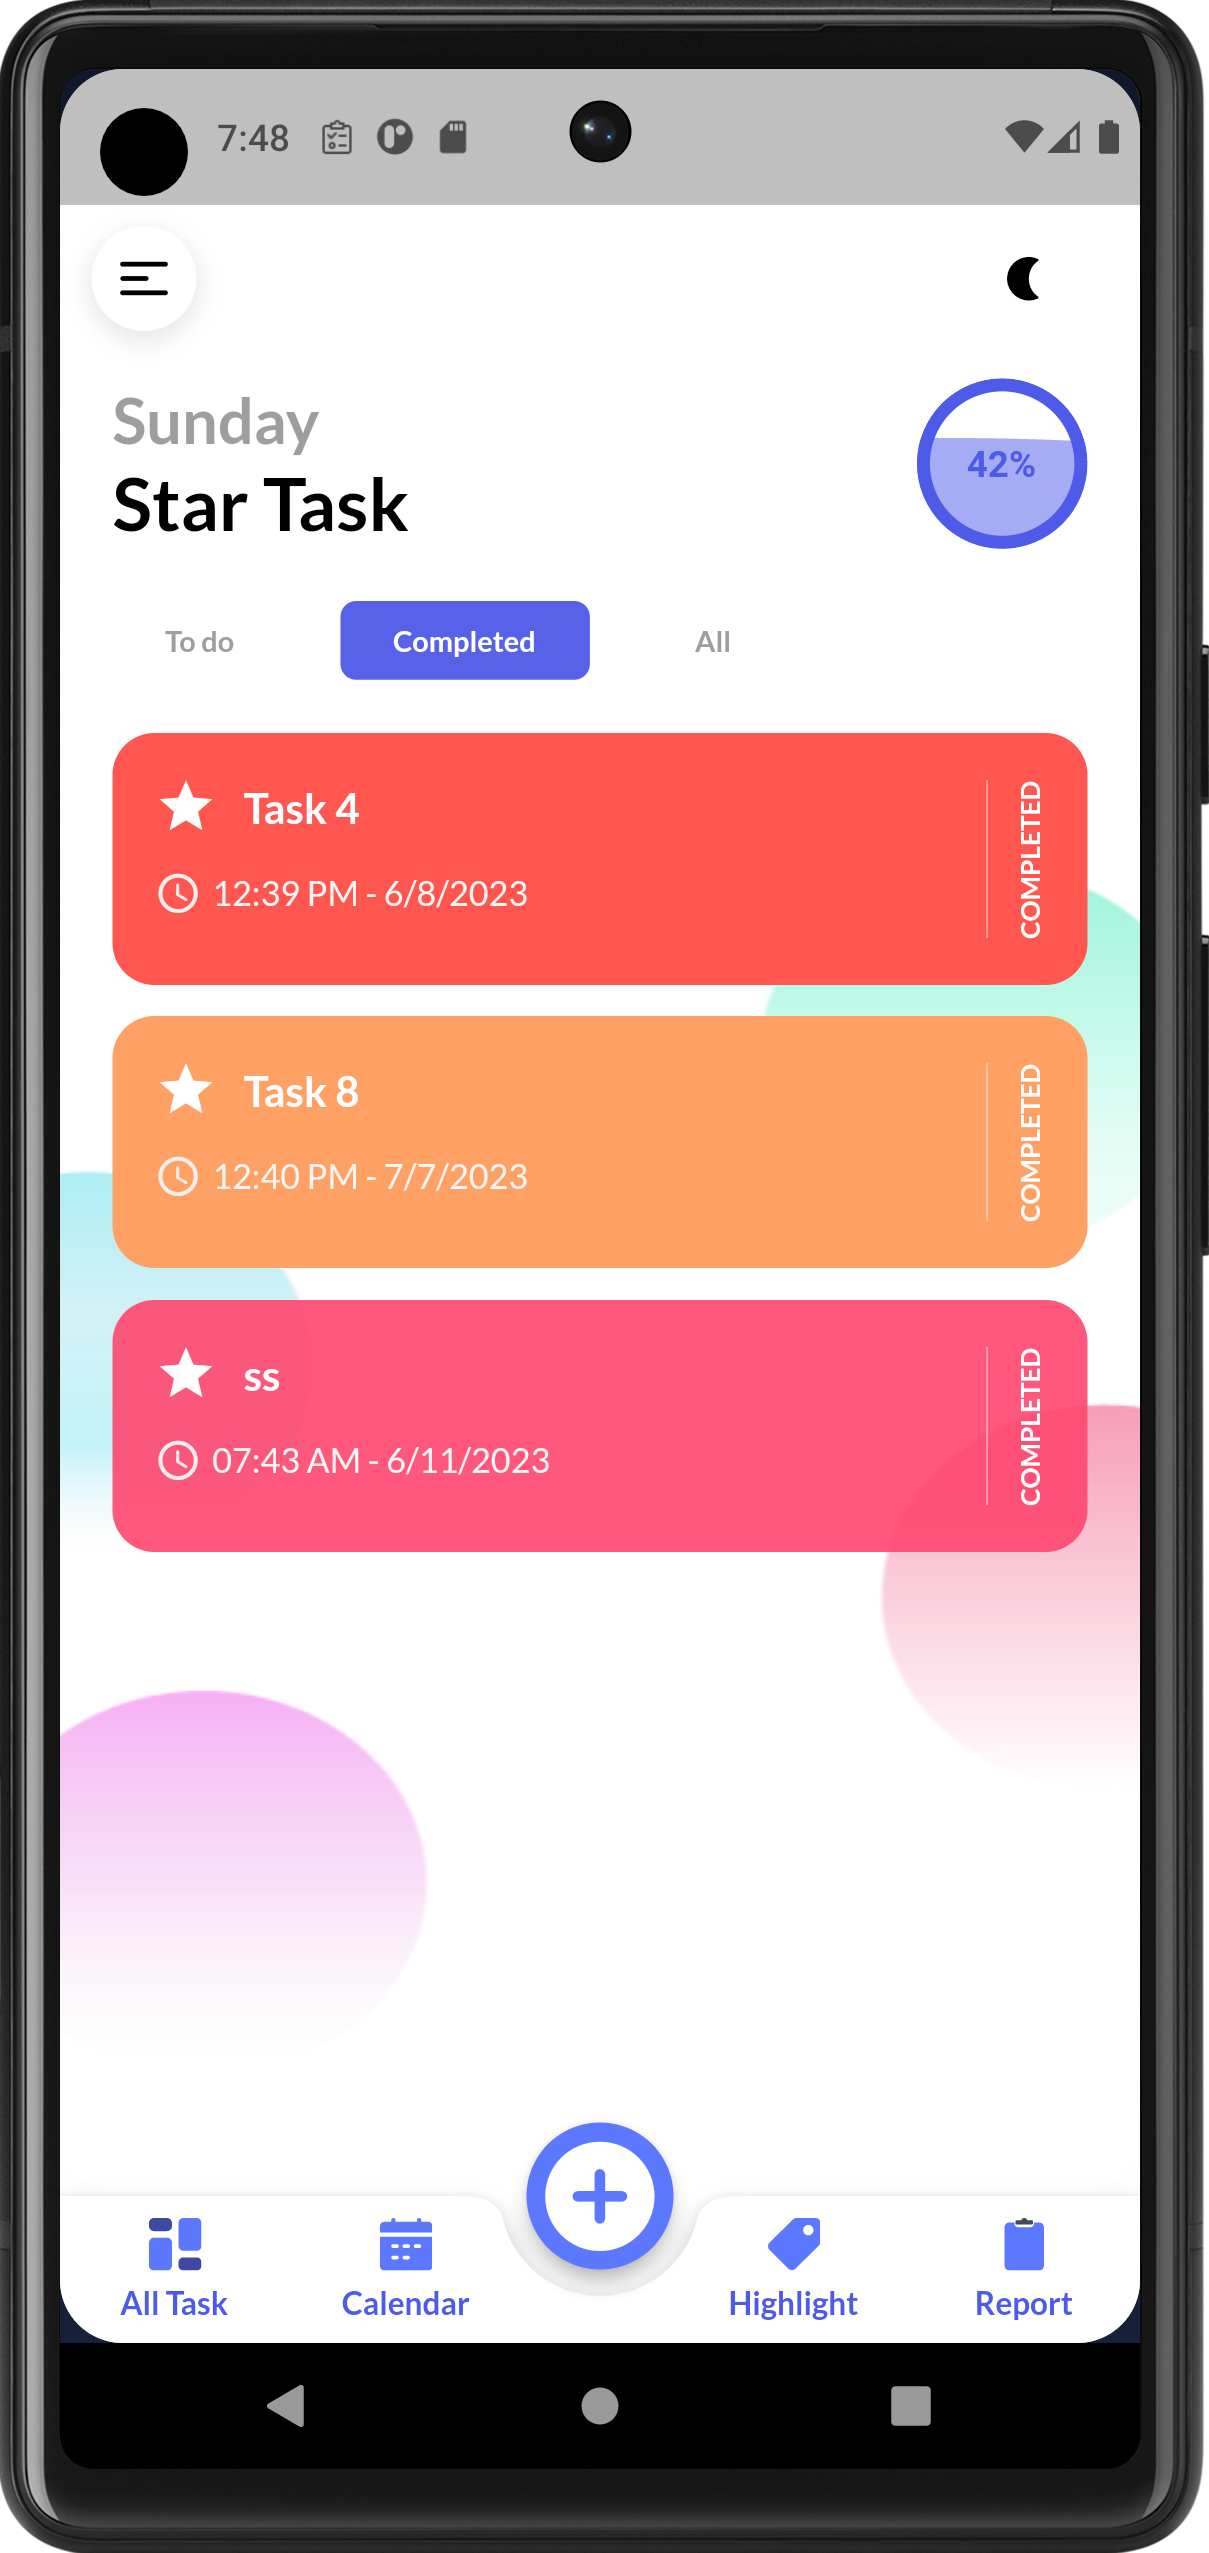 7:48
Sunday
Star Task
42%
To do
Completed
All
Task 4
12:39 PM - 6/8/2023
COMPLETED
Task 8
12:40 PM - 7/7/2023
COMPLETED
ss
07:43 AM - 6/11/2023
COMPLETED
All Task
Calendar
Highlight
Report